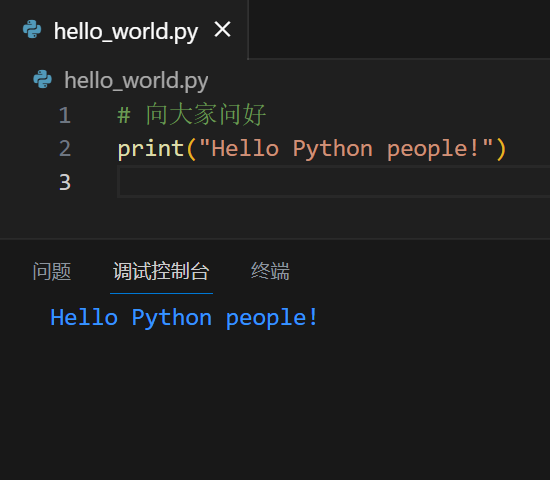 hello_world.py
hello_world.py
1 # 向大家问好
2 print("Hello Python people!")
3
问题 调试控制台 终端
Hello Python people!